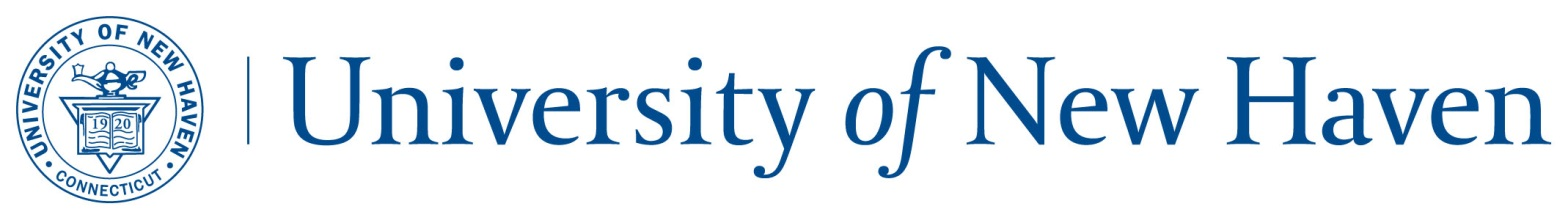 UNIVERSITY OF NEW HAVEN
1920
• CONNECTICUT •
University of New Haven